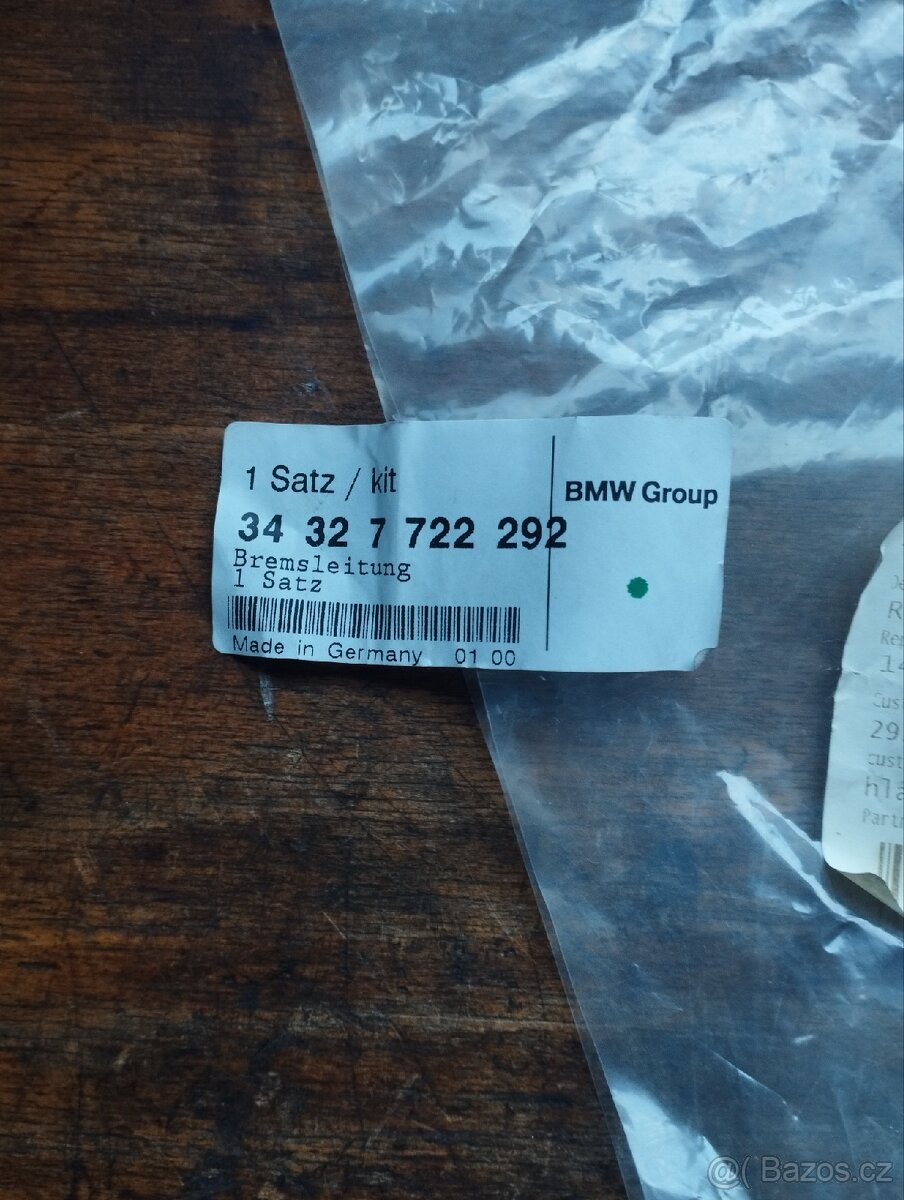 1 Satz / kit
BMW Group
34 32 7 722 292
Bremsleitung
1 Satz
Made in Germany 01 00
29
@( Bazos.cz